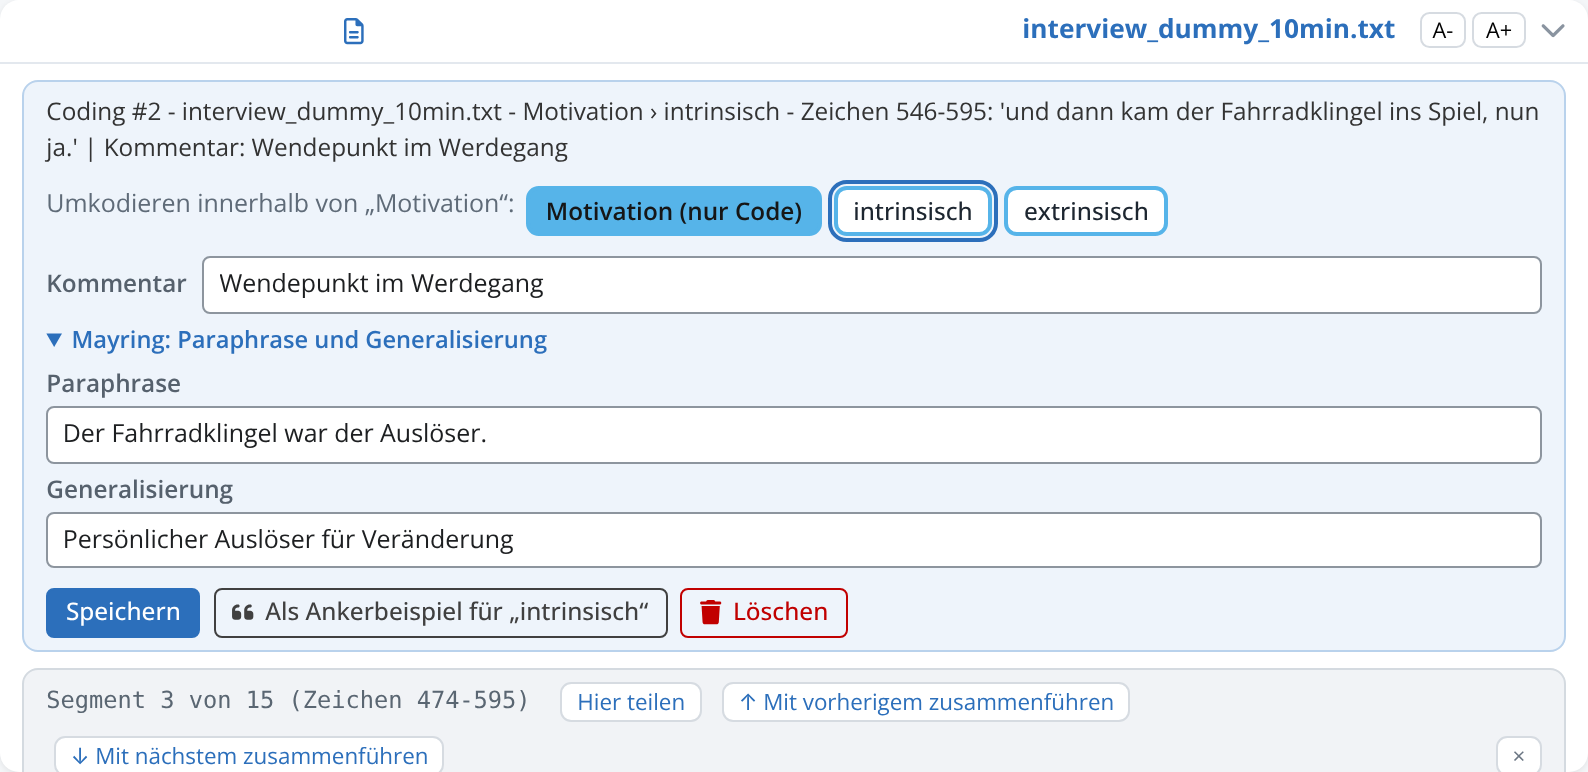 interview_dummy_10min.txt A- A+
Coding #2 - interview_dummy_10min.txt - Motivation › intrinsisch - Zeichen 546-595: 'und dann kam der Fahrradklingel ins Spiel, nun
ja.' | Kommentar: Wendepunkt im Werdegang
Umkodieren innerhalb von „Motivation“: Motivation (nur Code) intrinsisch extrinsisch
Kommentar Wendepunkt im Werdegang
▼ Mayring: Paraphrase und Generalisierung
Paraphrase
Der Fahrradklingel war der Auslöser.
Generalisierung
Persönlicher Auslöser für Veränderung
Speichern Als Ankerbeispiel für „intrinsisch“ Löschen
Segment 3 von 15 (Zeichen 474-595) Hier teilen ↑ Mit vorherigem zusammenführen
↓ Mit nächstem zusammenführen ×